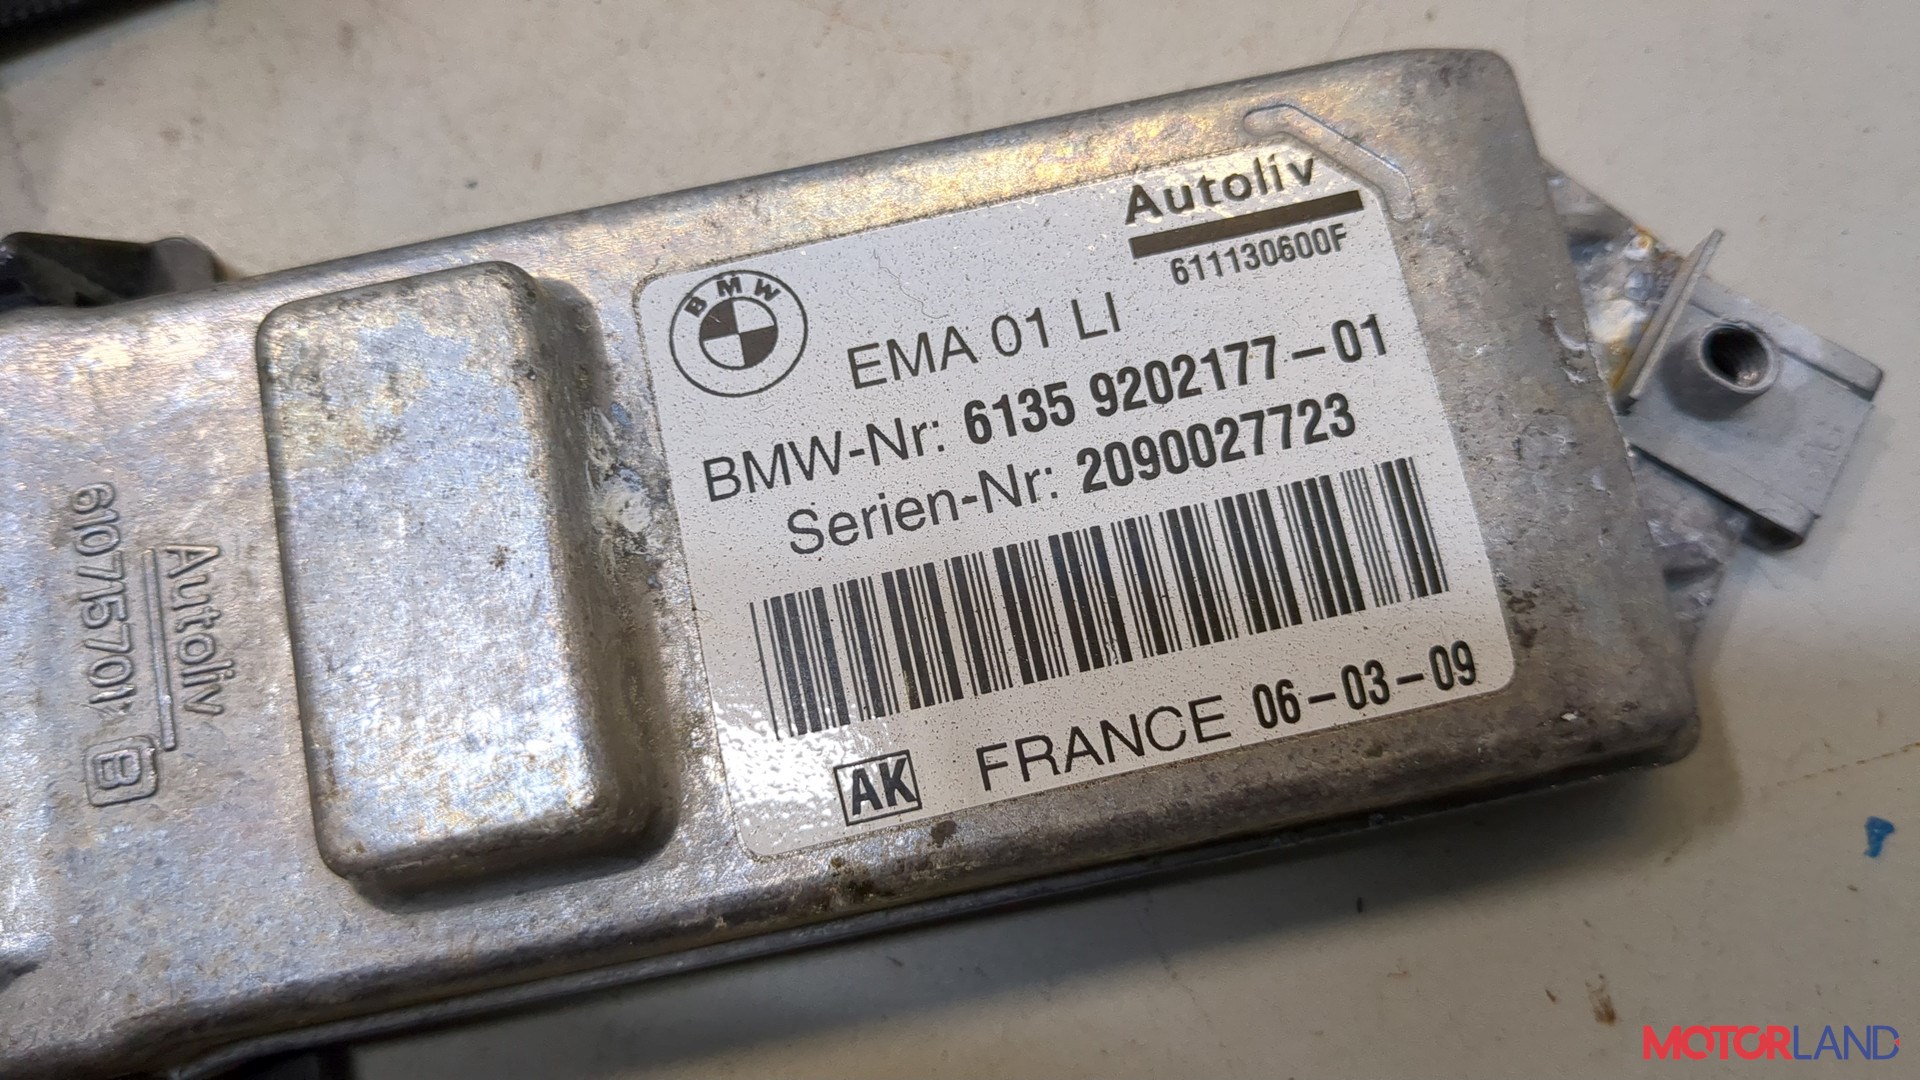 Autoliv
611130600F
BMW
EMA 01 LI
BMW-Nr: 6135 9202177-01
Serien-Nr: 2090027723
AK FRANCE 06-03-09
Autoliv
610715701 B
MOTORLAND